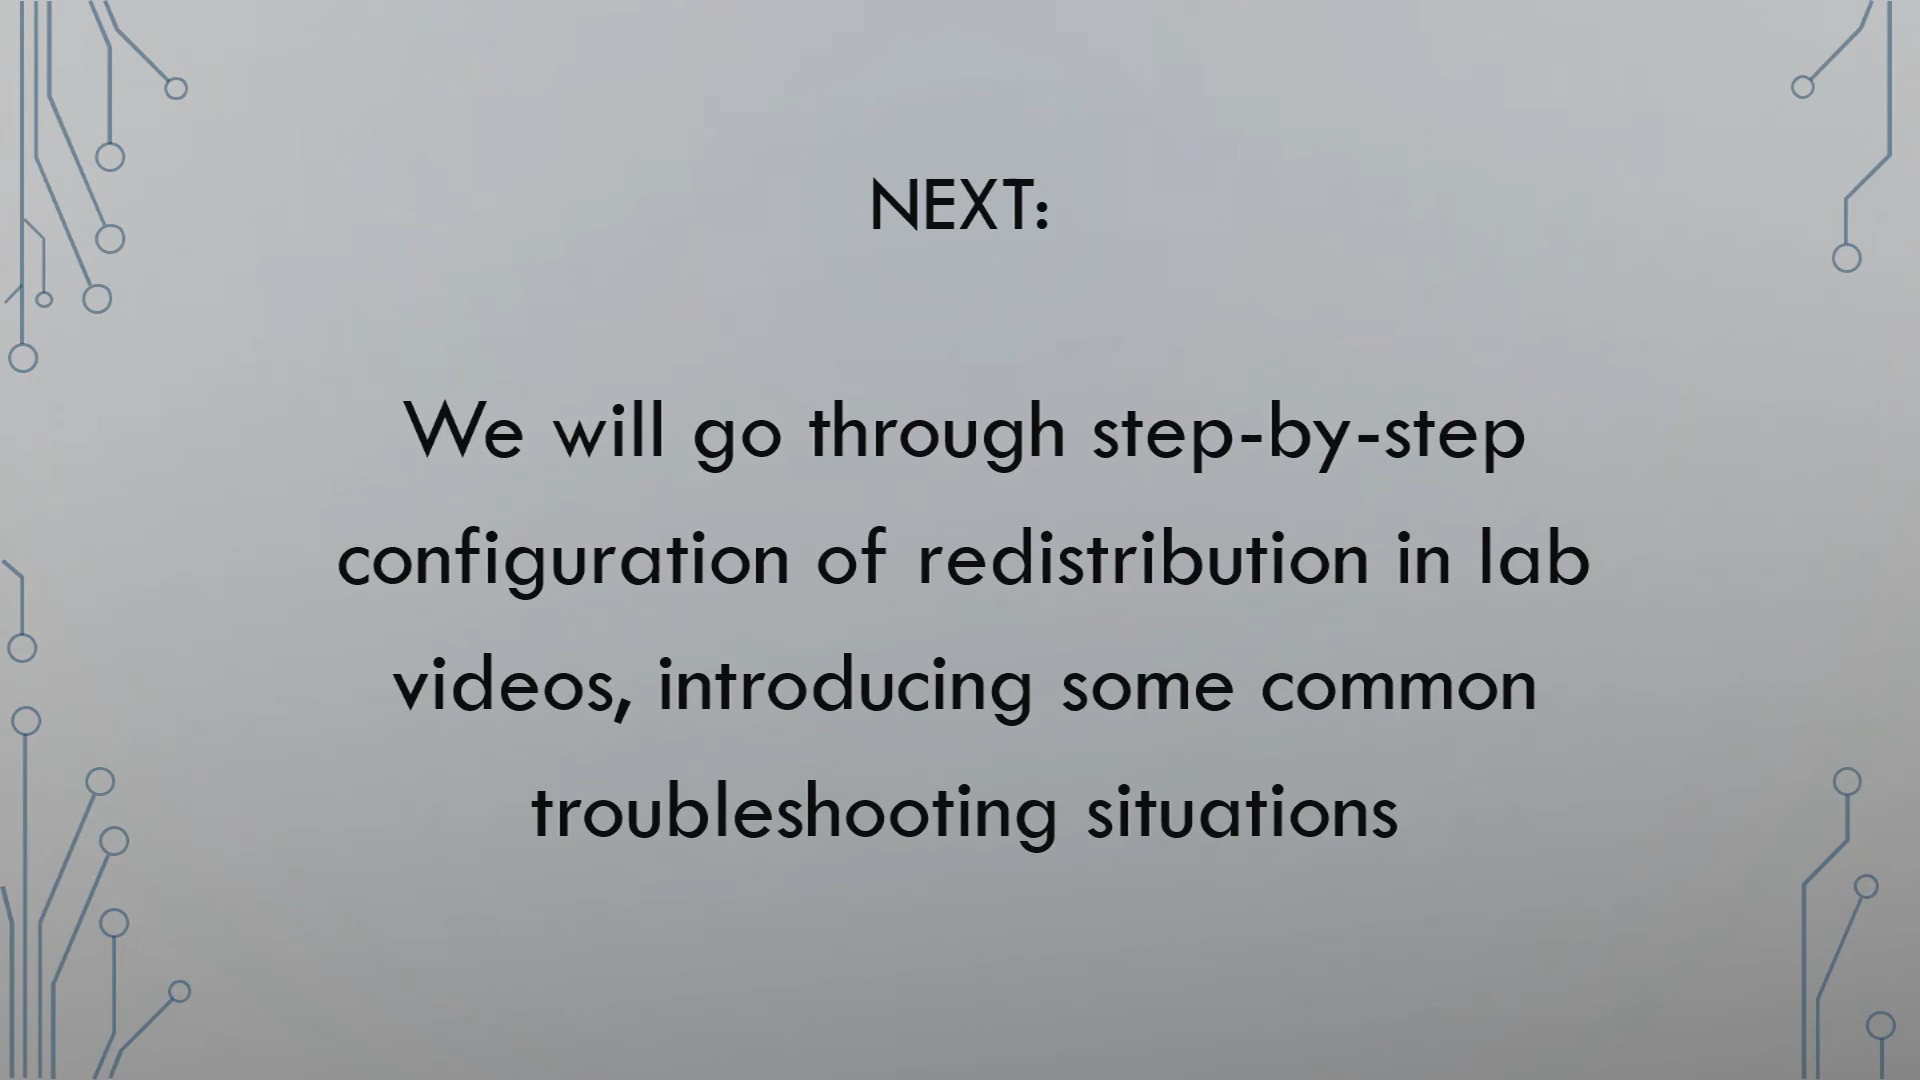 NEXT:
We will go through step-by-step
configuration of redistribution in lab
videos, introducing some common
troubleshooting situations